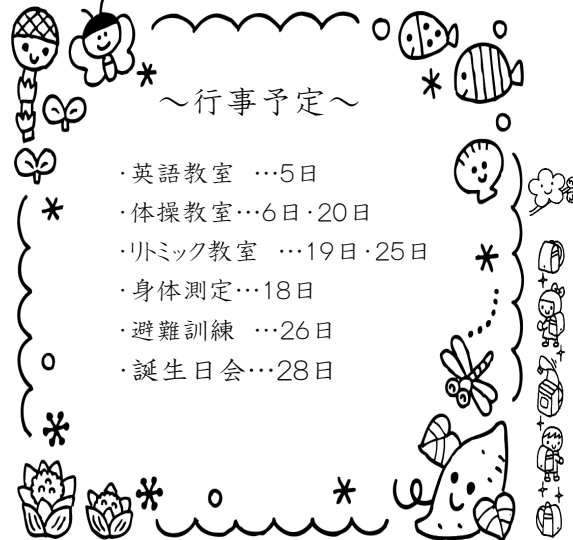 ～行事予定～
・英語教室 …5日
・体操教室…6日・20日
・リトミック教室 …19日・25日
・身体測定…18日
・避難訓練 …26日
・誕生日会…28日